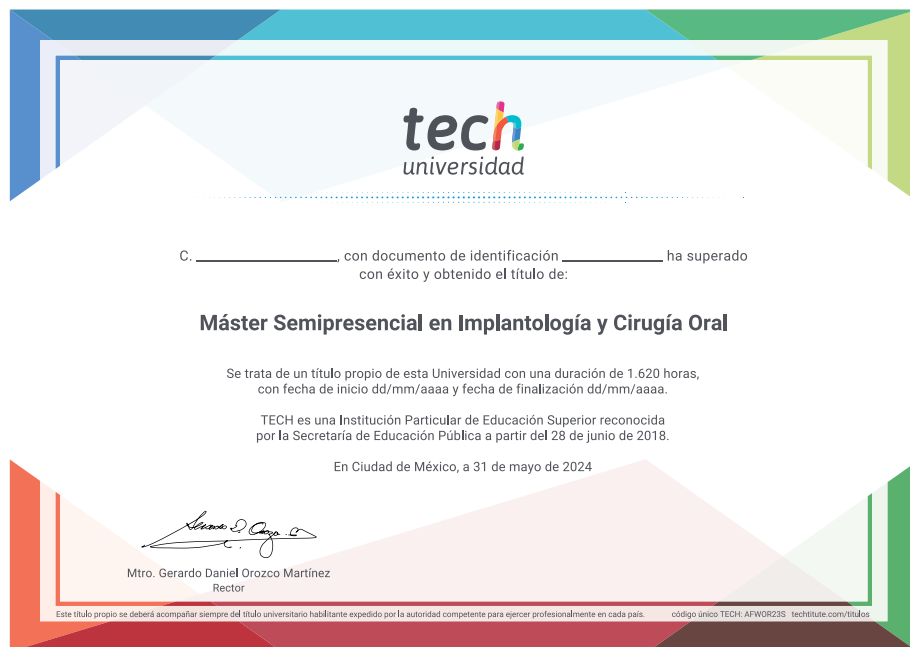 tech
universidad
C. ____________, con documento de identificación ____________ ha superado
con éxito y obtenido el título de:
Máster Semipresencial en Implantología y Cirugía Oral
Se trata de un título propio de esta Universidad con una duración de 1.620 horas,
con fecha de inicio dd/mm/aaaa y fecha de finalización dd/mm/aaaa.
TECH es una Institución Particular de Educación Superior reconocida
por la Secretaría de Educación Pública a partir del 28 de junio de 2018.
En Ciudad de México, a 31 de mayo de 2024
Mtro. Gerardo Daniel Orozco Martínez
Rector
Este título propio se deberá acompañar siempre del título universitario habilitante expedido por la autoridad competente para ejercer profesionalmente en cada país. código único TECH: AFWOR23S techtitute.com/titulos